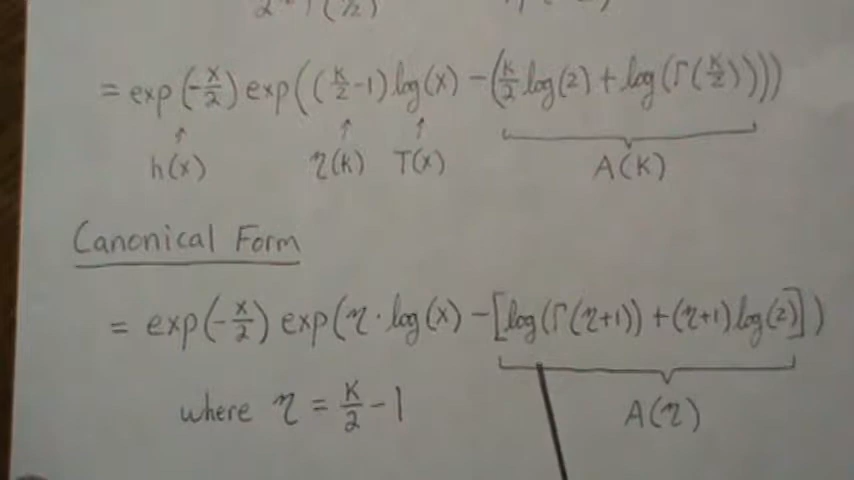 = exp(-x/2) exp((k/2-1)log(x) - (k/2 log(2) + log(Γ(k/2))))
h(x) η(k) T(x) A(k)
Canonical Form
= exp(-x/2) exp(η · log(x) - [log(Γ(η+1)) + (η+1)log(2)])
where η = k/2 - 1 A(η)